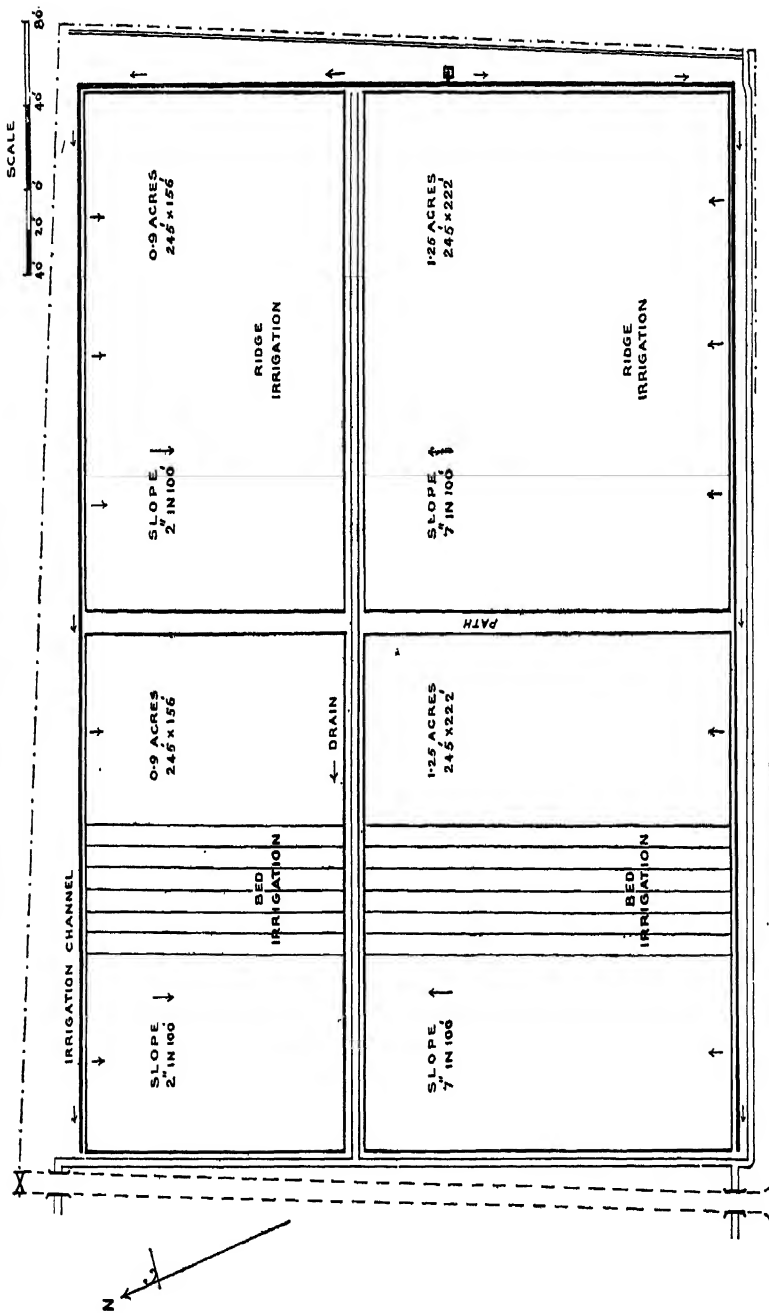 SCALE
40' 20' 0' 40' 80'
IRRIGATION CHANNEL
SLOPE
2" IN 100'
BED
IRRIGATION
0·9 ACRES
245' x 156'
SLOPE
2" IN 100'
RIDGE
IRRIGATION
0·9 ACRES
245' x 156'
DRAIN
SLOPE
7" IN 100'
BED
IRRIGATION
1·25 ACRES
245' x 222'
PATH
SLOPE
7" IN 100'
RIDGE
IRRIGATION
1·25 ACRES
245' x 222'
N